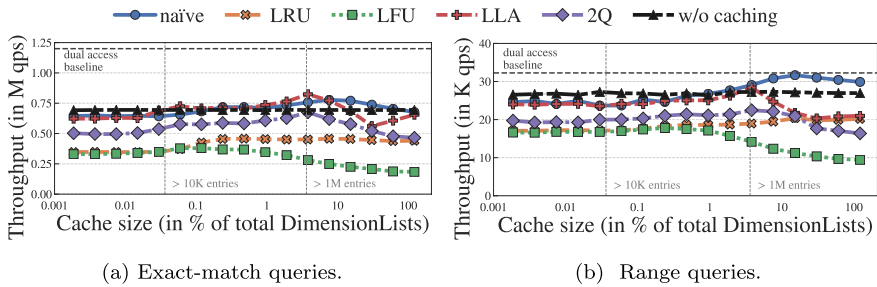 naïve LRU LFU LLA 2Q w/o caching
Throughput (in M qps)
1.25
1.00
0.75
0.50
0.25
0.00
dual access
baseline
> 10K entries
> 1M entries
0.001 0.01 0.1 1 10 100
Cache size (in % of total DimensionLists)
(a) Exact-match queries.
Throughput (in K qps)
40
30
20
10
0
dual access
baseline
> 10K entries
> 1M entries
0.001 0.01 0.1 1 10 100
Cache size (in % of total DimensionLists)
(b) Range queries.